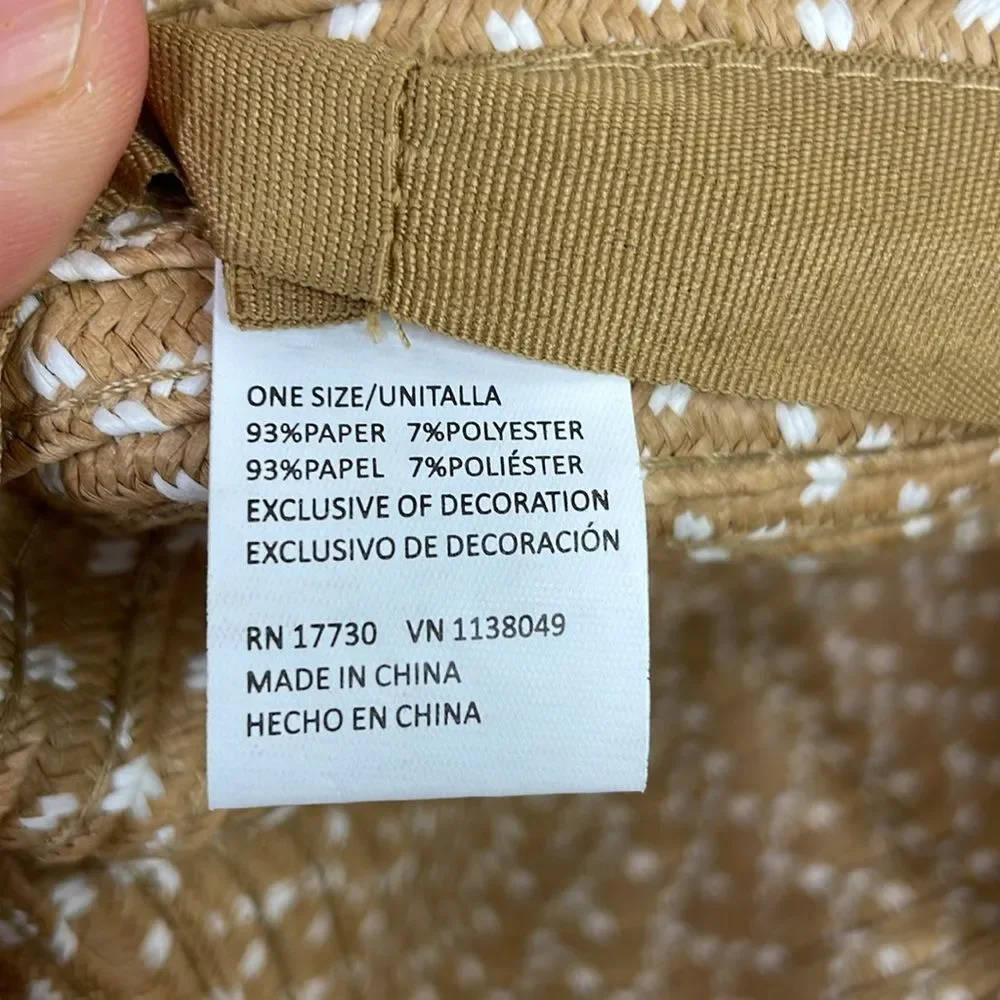 ONE SIZE/UNITALLA
93%PAPER 7%POLYESTER
93%PAPEL 7%POLIÉSTER
EXCLUSIVE OF DECORATION
EXCLUSIVO DE DECORACIÓN
RN 17730 VN 1138049
MADE IN CHINA
HECHO EN CHINA